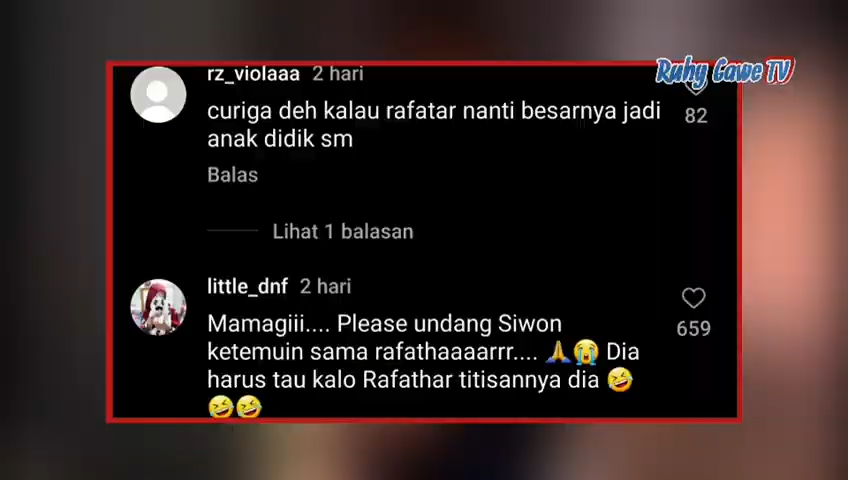 Ruhy Gawe TV
rz_violaaa 2 hari
curiga deh kalau rafatar nanti besarnya jadi
anak didik sm
82
Balas
Lihat 1 balasan
little_dnf 2 hari
Mamagiii.... Please undang Siwon
ketemuin sama rafathaaaarrr.... 🙏😭 Dia
harus tau kalo Rafathar titisannya dia 🤣
🤣🤣
659